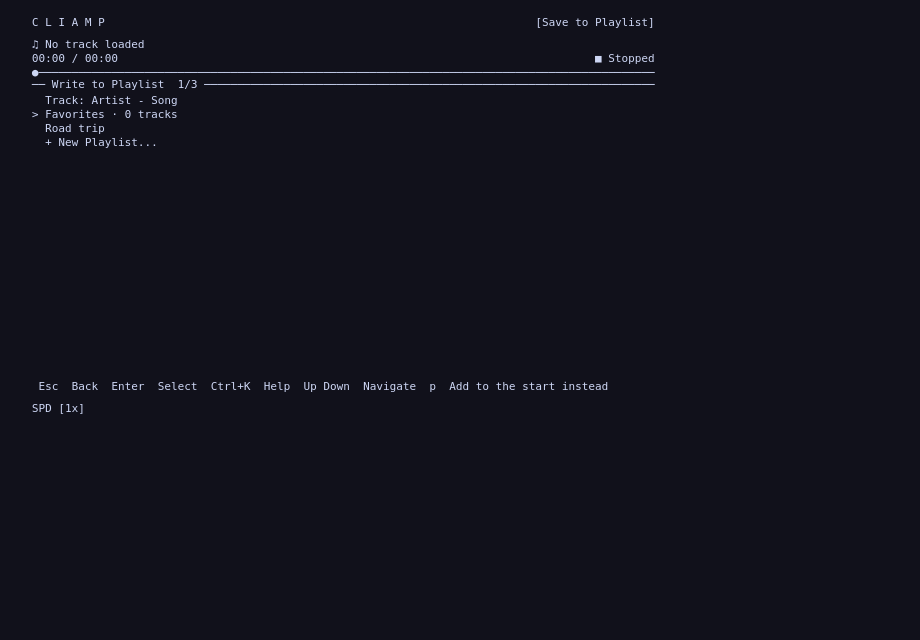 C L I A M P [Save to Playlist]
♫ No track loaded
00:00 / 00:00 ■ Stopped
── Write to Playlist 1/3 ──
Track: Artist - Song
> Favorites · 0 tracks
Road trip
+ New Playlist...
Esc Back Enter Select Ctrl+K Help Up Down Navigate p Add to the start instead
SPD [1x]